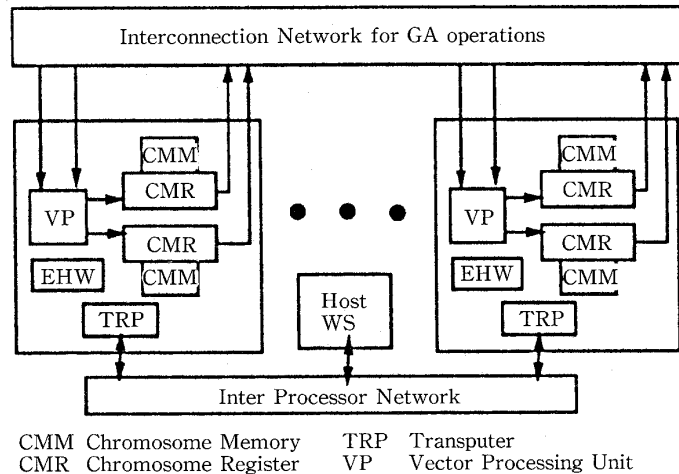 Interconnection Network for GA operations
CMM
CMM
CMR
CMR
VP
VP
CMR
CMR
EHW
CMM
EHW
CMM
Host
WS
TRP
TRP
Inter Processor Network
CMM Chromosome Memory TRP Transputer
CMR Chromosome Register VP Vector Processing Unit